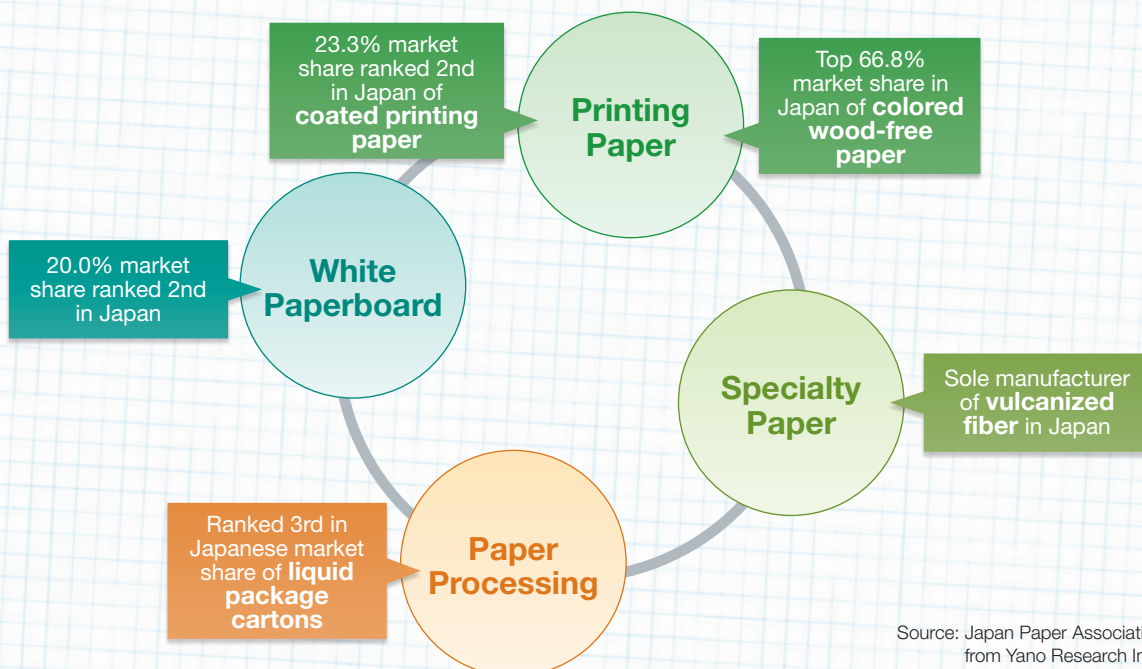 23.3% market
share ranked 2nd
in Japan of
coated printing
paper
Printing
Paper
Top 66.8%
market share in
Japan of colored
wood-free
paper
20.0% market
share ranked 2nd
in Japan
White
Paperboard
Specialty
Paper
Sole manufacturer
of vulcanized
fiber in Japan
Ranked 3rd in
Japanese market
share of liquid
package
cartons
Paper
Processing
Source: Japan Paper
from Yano Research